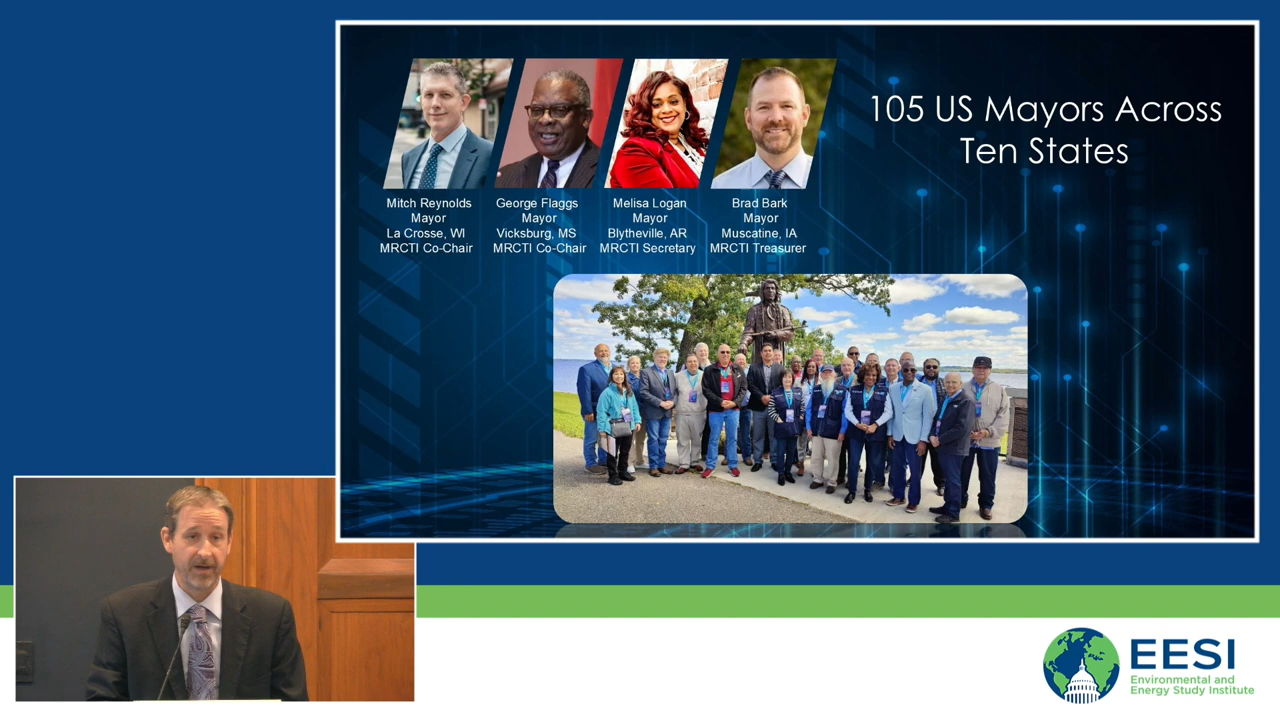 105 US Mayors Across
Ten States
Mitch Reynolds
Mayor
La Crosse, WI
MRCTI Co-Chair
George Flaggs
Mayor
Vicksburg, MS
MRCTI Co-Chair
Melisa Logan
Mayor
Blytheville, AR
MRCTI Secretary
Brad Bark
Mayor
Muscatine, IA
MRCTI Treasurer
EESI
Environmental and
Energy Study Institute